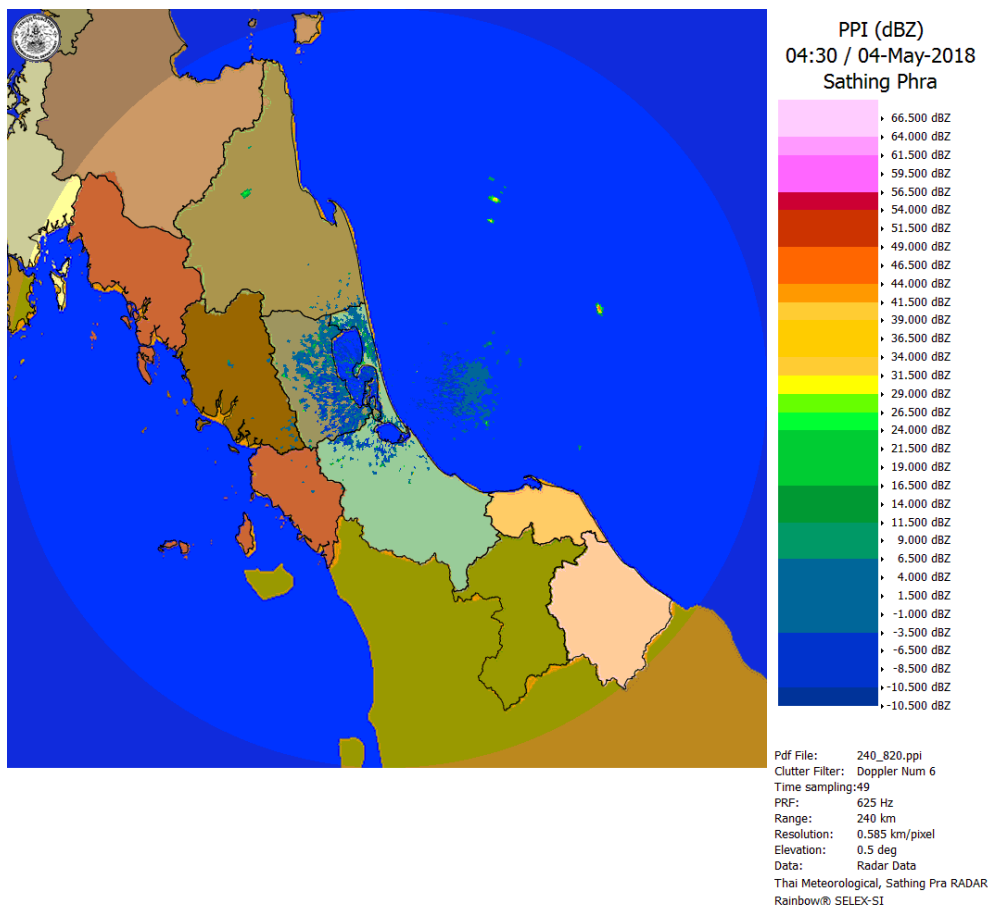 PPI (dBZ)
04:30 / 04-May-2018
Sathing Phra
66.500 dBZ
64.000 dBZ
61.500 dBZ
59.500 dBZ
56.500 dBZ
54.000 dBZ
51.500 dBZ
49.000 dBZ
46.500 dBZ
44.000 dBZ
41.500 dBZ
39.000 dBZ
36.500 dBZ
34.000 dBZ
31.500 dBZ
29.000 dBZ
26.500 dBZ
24.000 dBZ
21.500 dBZ
19.000 dBZ
16.500 dBZ
14.000 dBZ
11.500 dBZ
9.000 dBZ
6.500 dBZ
4.000 dBZ
1.500 dBZ
-1.000 dBZ
-3.500 dBZ
-6.500 dBZ
-8.500 dBZ
-10.500 dBZ
-10.500 dBZ
Pdf File: 240_820.ppi
Clutter Filter: Doppler Num 6
Time sampling:49
PRF: 625 Hz
Range: 240 km
Resolution: 0.585 km/pixel
Elevation: 0.5 deg
Data: Radar Data
Thai Meteorological, Sathing Pra RADAR
Rainbow® SELEX-SI